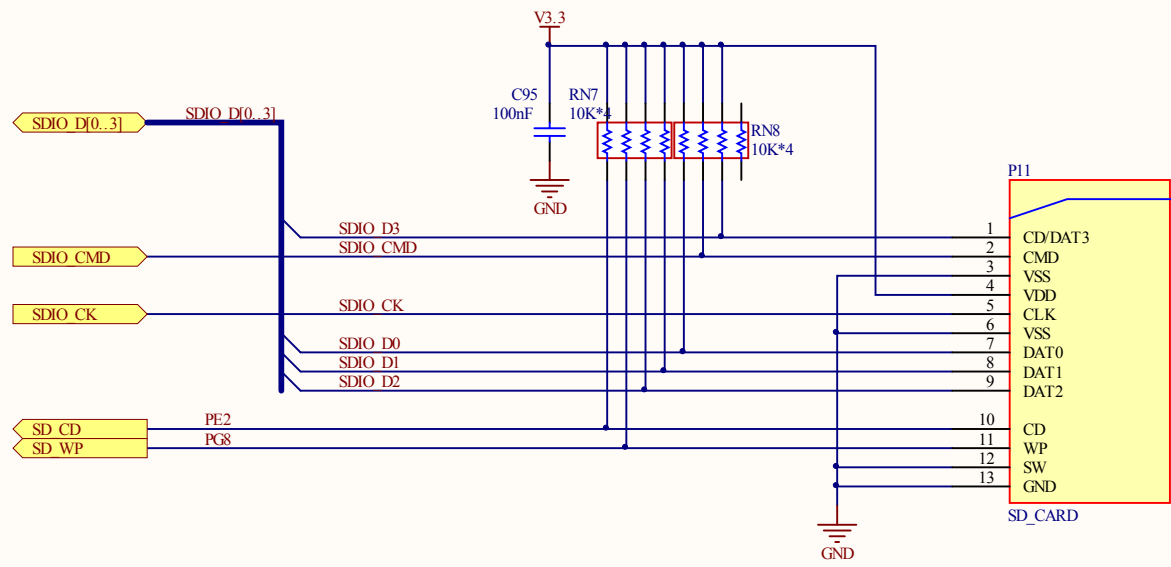 V3.3
C95
100nF
RN7
10K*4
RN8
10K*4
GND
SDIO_D[0..3]
SDIO_D[0..3]
P11
SDIO_D3
1
CD/DAT3
SDIO_CMD
SDIO_CMD
2
CMD
3
VSS
4
VDD
SDIO_CK
SDIO_CK
5
CLK
6
VSS
SDIO_D0
7
DAT0
SDIO_D1
8
DAT1
SDIO_D2
9
DAT2
SD_CD
PE2
10
CD
SD_WP
PG8
11
WP
12
SW
13
GND
SD_CARD
GND